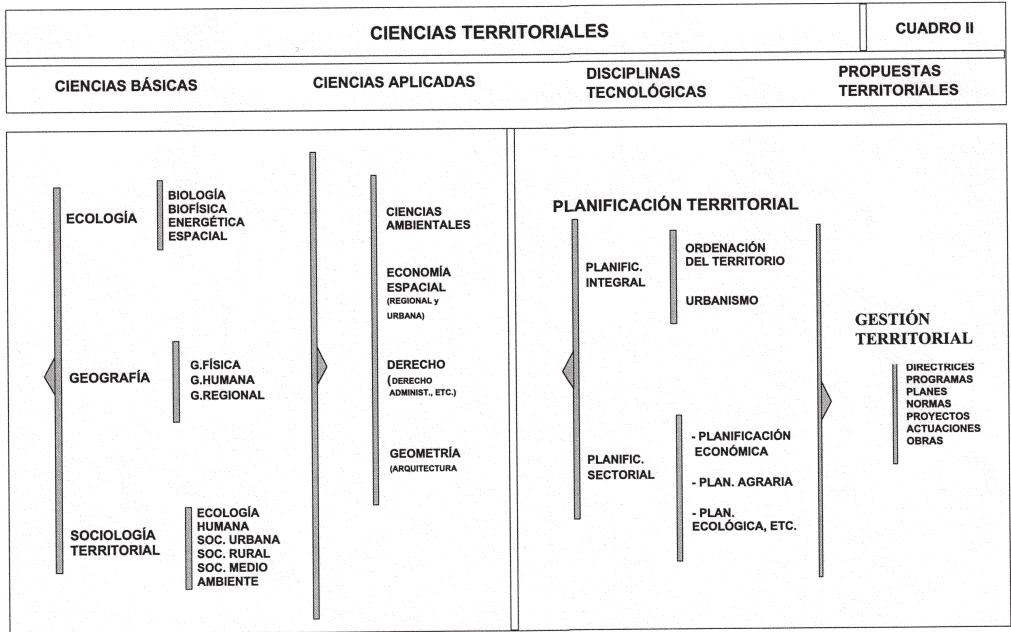 CIENCIAS TERRITORIALES
CUADRO II
CIENCIAS BÁSICAS
CIENCIAS APLICADAS
DISCIPLINAS
TECNOLÓGICAS
PROPUESTAS
TERRITORIALES
ECOLOGÍA
BIOLOGÍA
BIOFÍSICA
ENERGÉTICA
ESPACIAL
GEOGRAFÍA
G.FÍSICA
G.HUMANA
G.REGIONAL
SOCIOLOGÍA
TERRITORIAL
ECOLOGÍA
HUMANA
SOC. URBANA
SOC. RURAL
SOC. MEDIO
AMBIENTE
CIENCIAS
AMBIENTALES
ECONOMÍA
ESPACIAL
(REGIONAL y
URBANA)
DERECHO
(DERECHO
ADMINIST., ETC.)
GEOMETRÍA
(ARQUITECTURA
PLANIFICACIÓN TERRITORIAL
PLANIFIC.
INTEGRAL
ORDENACIÓN
DEL TERRITORIO
URBANISMO
PLANIFIC.
SECTORIAL
- PLANIFICACIÓN
ECONÓMICA
- PLAN. AGRARIA
- PLAN.
ECOLÓGICA, ETC.
GESTIÓN
TERRITORIAL
DIRECTRICES
PROGRAMAS
PLANES
NORMAS
PROYECTOS
ACTUACIONES
OBRAS